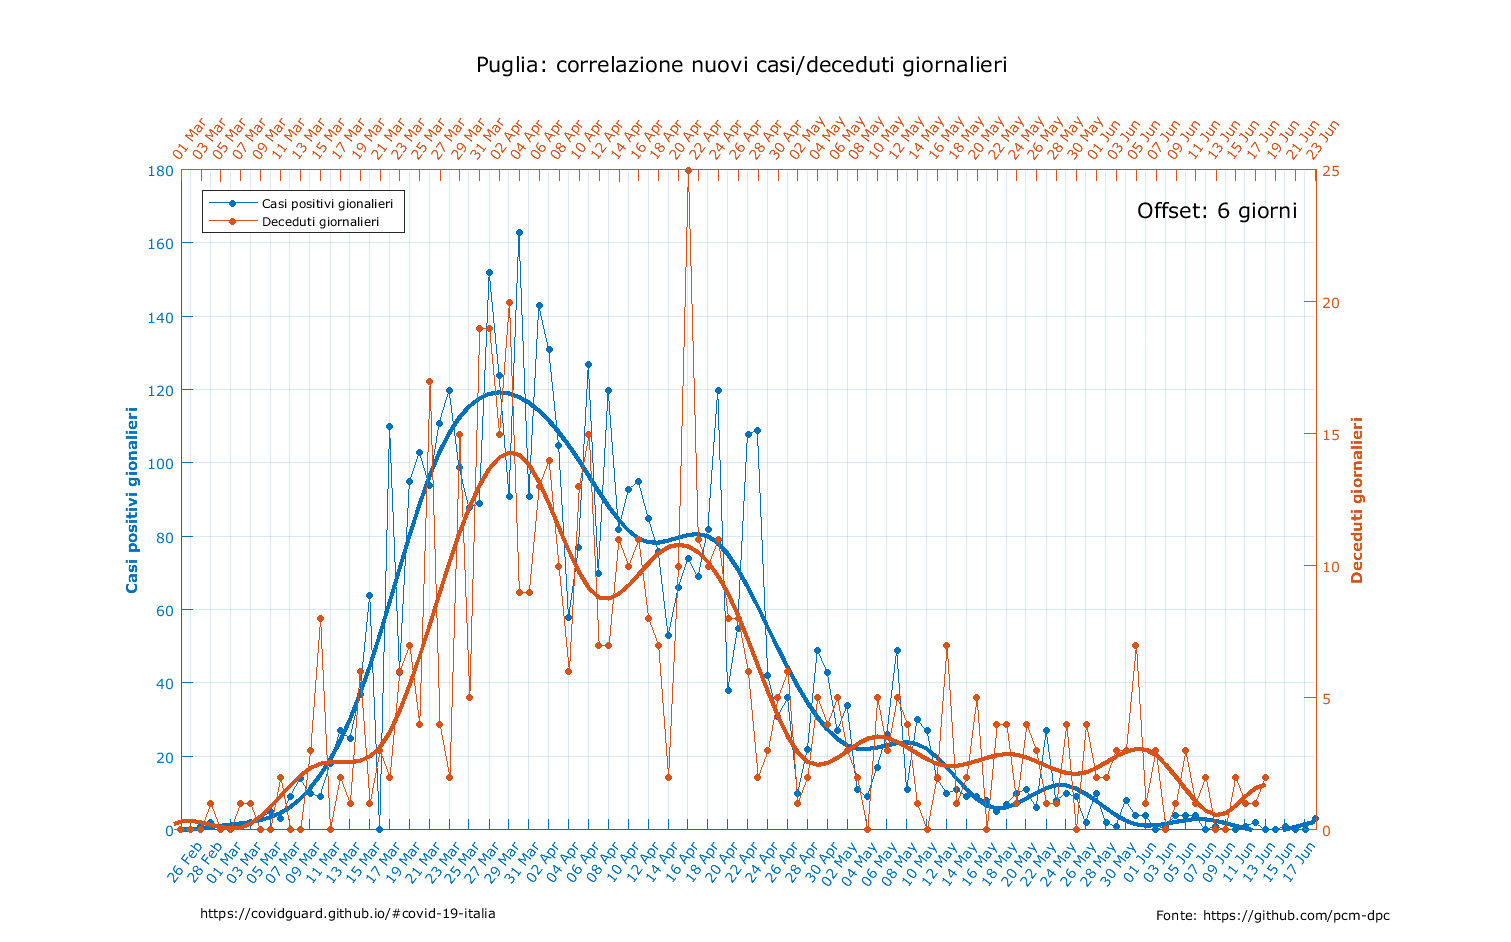 Puglia: correlazione nuovi casi/deceduti giornalieri
01 Mar 03 Mar 05 Mar 07 Mar 09 Mar 11 Mar 13 Mar 15 Mar 17 Mar 19 Mar 21 Mar 23 Mar 25 Mar 27 Mar 29 Mar 31 Mar 02 Apr 04 Apr 06 Apr 08 Apr 10 Apr 12 Apr 14 Apr 16 Apr 18 Apr 20 Apr 22 Apr 24 Apr 26 Apr 28 Apr 30 Apr 02 May 04 May 06 May 08 May 10 May 12 May 14 May 16 May 18 May 20 May 22 May 24 May 26 May 28 May 30 May 01 Jun 03 Jun 05 Jun 07 Jun 09 Jun 11 Jun 13 Jun 15 Jun 17 Jun 19 Jun 21 Jun 23 Jun
180
160
140
120
100
80
60
40
20
0
Casi positivi gionalieri
Casi positivi gionalieri
Deceduti giornalieri
Offset: 6 giorni
25
20
15
10
5
0
Deceduti giornalieri
26 Feb 28 Feb 01 Mar 03 Mar 05 Mar 07 Mar 09 Mar 11 Mar 13 Mar 15 Mar 17 Mar 19 Mar 21 Mar 23 Mar 25 Mar 27 Mar 29 Mar 31 Mar 02 Apr 04 Apr 06 Apr 08 Apr 10 Apr 12 Apr 14 Apr 16 Apr 18 Apr 20 Apr 22 Apr 24 Apr 26 Apr 28 Apr 30 Apr 02 May 04 May 06 May 08 May 10 May 12 May 14 May 16 May 18 May 20 May 22 May 24 May 26 May 28 May 30 May 01 Jun 03 Jun 05 Jun 07 Jun 09 Jun 11 Jun 13 Jun 15 Jun 17 Jun
https://covidguard.github.io/#covid-19-italia
Fonte: https://github.com/pcm-dpc